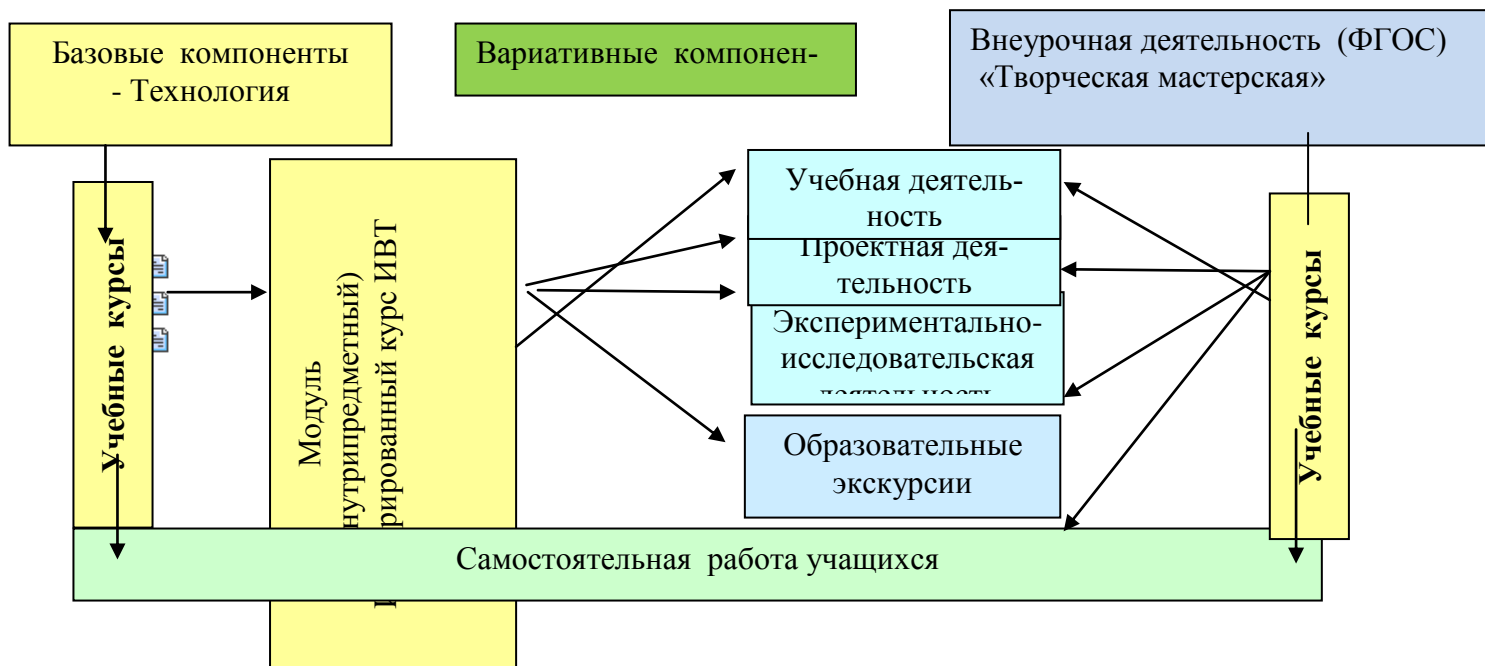 Базовые компоненты
- Технология
Вариативные компонен-
Внеурочная деятельность (ФГОС)
«Творческая мастерская»
Учебные курсы
Модуль
нутрипредметный)
рированный курс ИВТ
Учебная деятель-
ность
Проектная дея-
тельность
Экспериментально-
исследовательская
деятельность
Образовательные
экскурсии
Учебные курсы
Самостоятельная работа учащихся